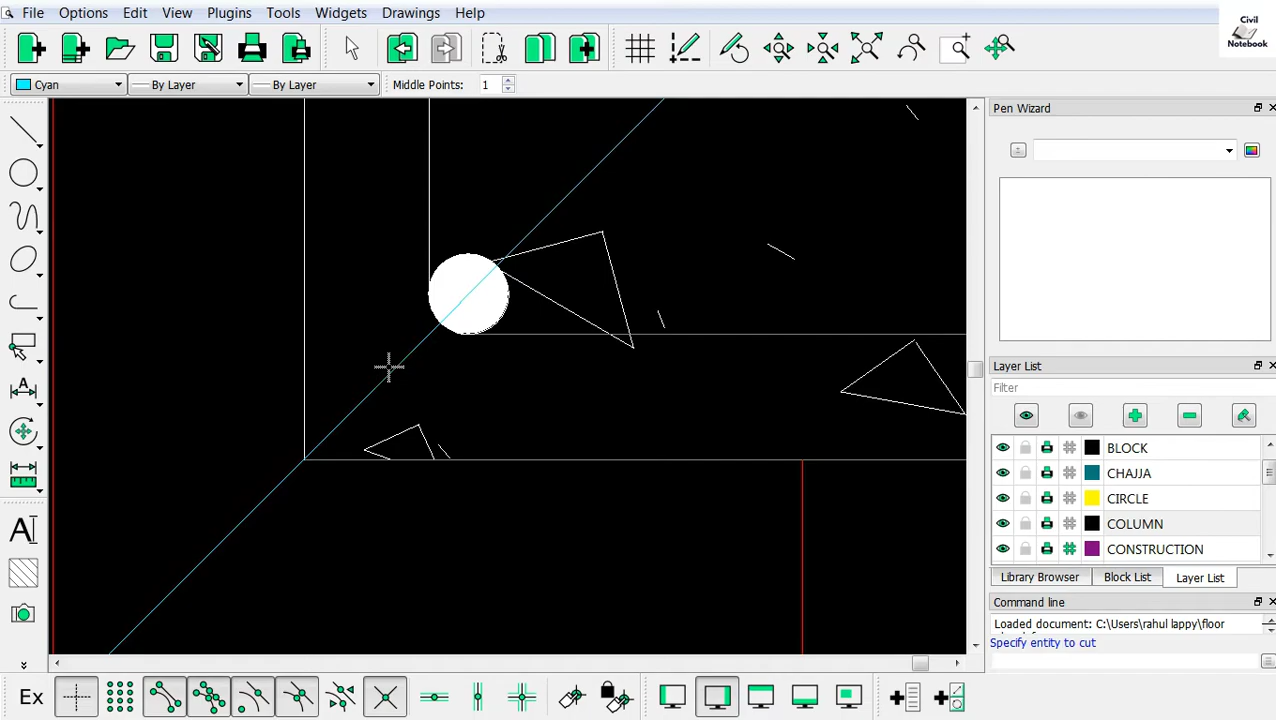 File Options Edit View Plugins Tools Widgets Drawings Help
Civil
Notebook
Cyan By Layer By Layer Middle Points: 1
Pen Wizard
Layer List
Filter
BLOCK
CHAJJA
CIRCLE
COLUMN
CONSTRUCTION
Library Browser Block List Layer List
Command line
Loaded document: C:\Users\rahul lappy\floor
Specify entity to cut
A
A
Ex